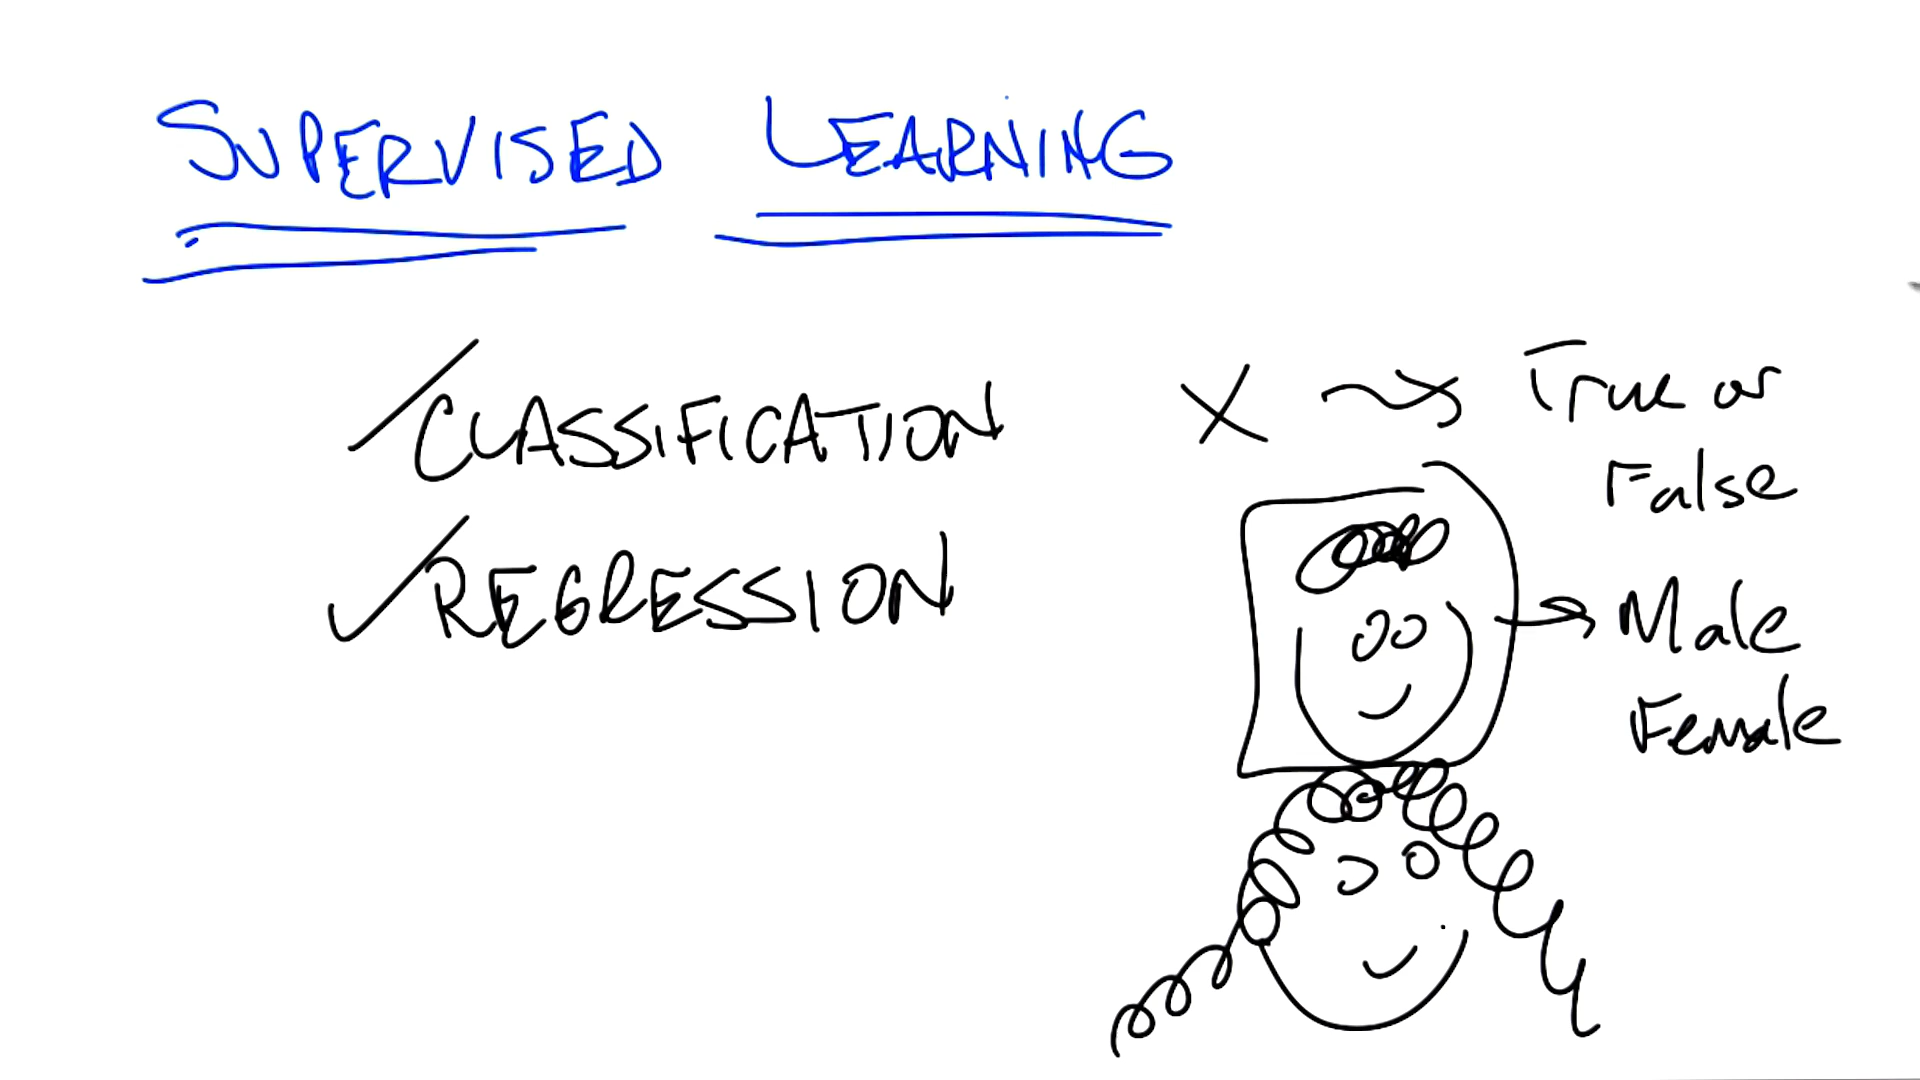 SUPERVISED LEARNING
CLASSIFICATION
REGRESSION
X → True or
False
Male
Female